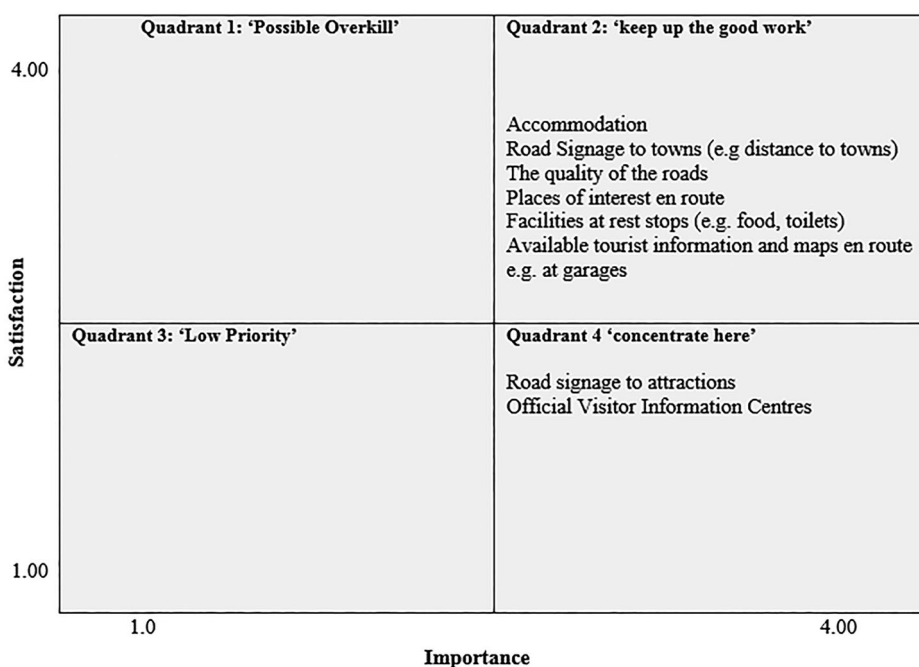 Quadrant 1: ‘Possible Overkill’
Quadrant 2: ‘keep up the good work’
4.00
Accommodation
Road Signage to towns (e.g distance to towns)
The quality of the roads
Places of interest en route
Facilities at rest stops (e.g. food, toilets)
Available tourist information and maps en route
e.g. at garages
Satisfaction
Quadrant 3: ‘Low Priority’
Quadrant 4 ‘concentrate here’
Road signage to attractions
Official Visitor Information Centres
1.00
1.0
4.00
Importance